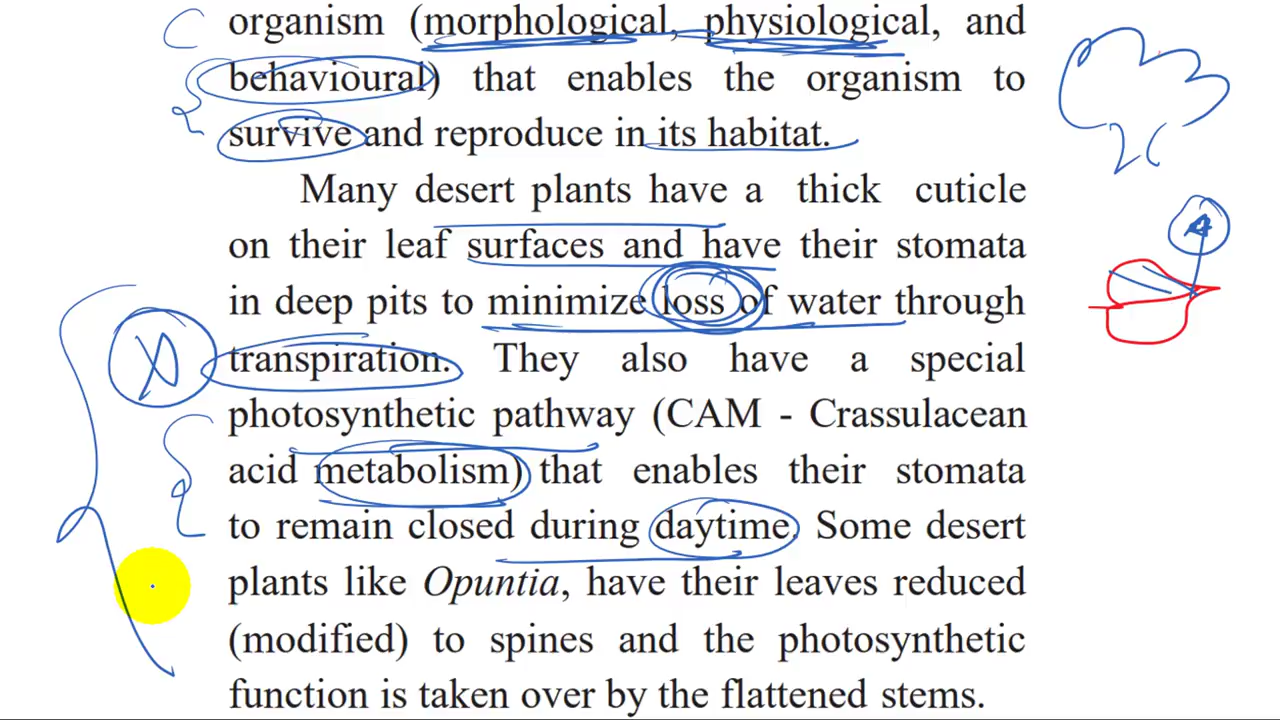 organism (morphological, physiological, and
behavioural) that enables the organism to
survive and reproduce in its habitat.
Many desert plants have a thick cuticle
on their leaf surfaces and have their stomata
in deep pits to minimize loss of water through
transpiration. They also have a special
photosynthetic pathway (CAM - Crassulacean
acid metabolism) that enables their stomata
to remain closed during daytime. Some desert
plants like Opuntia, have their leaves reduced
(modified) to spines and the photosynthetic
function is taken over by the flattened stems.